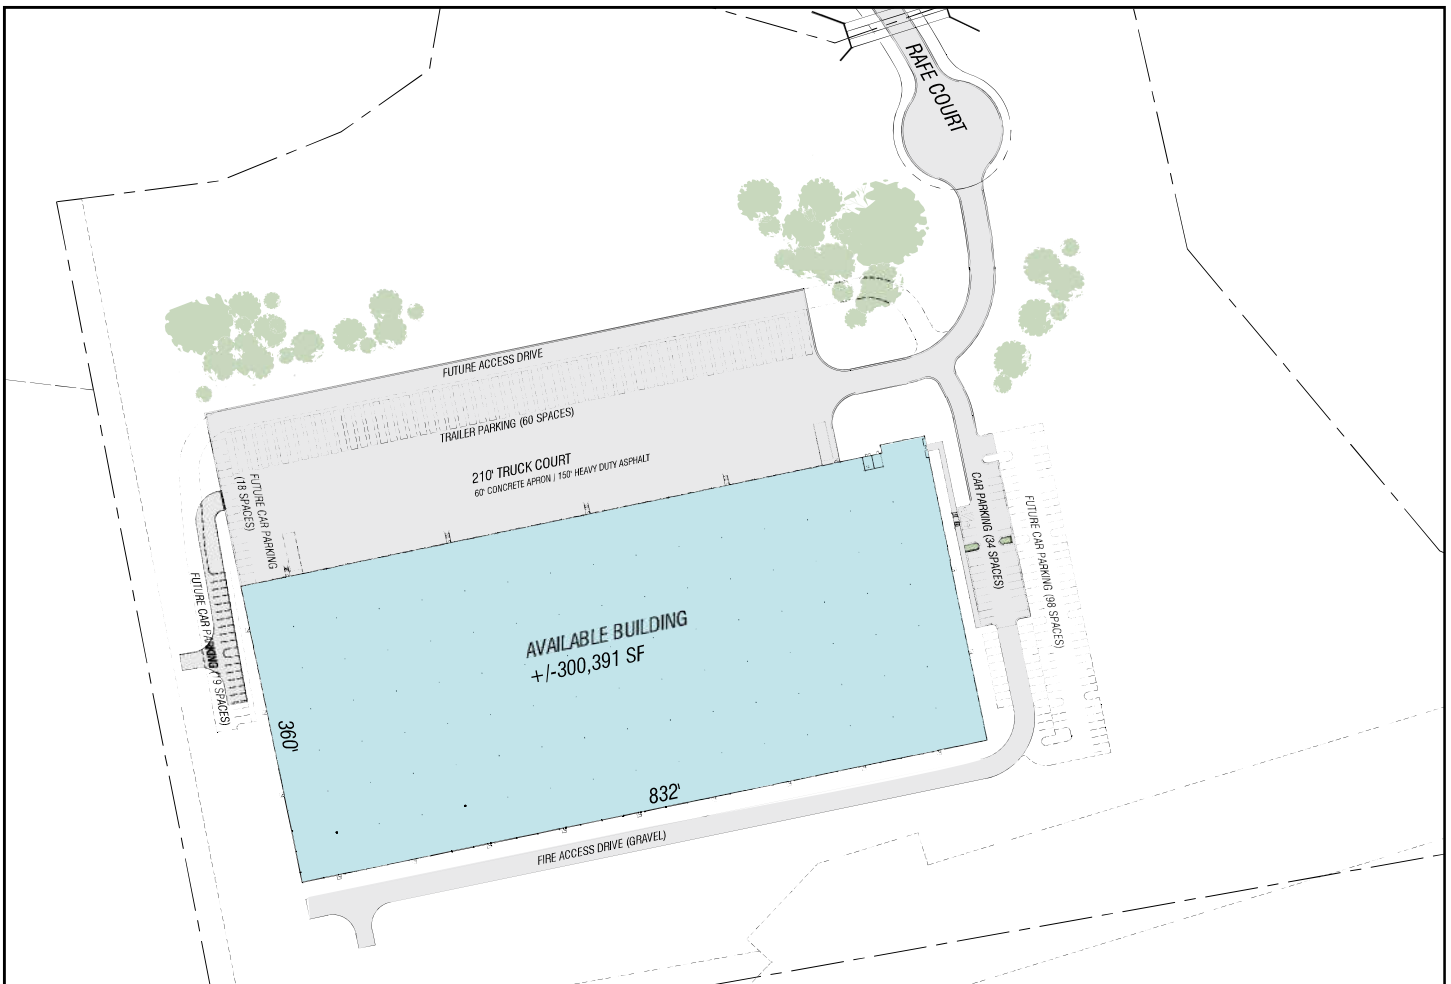 RAFE COURT
FUTURE ACCESS DRIVE
TRAILER PARKING (60 SPACES)
210' TRUCK COURT
60' CONCRETE APRON / 150' HEAVY DUTY ASPHALT
FUTURE CAR PARKING
(18 SPACES)
CAR PARKING (34 SPACES)
FUTURE CAR PARKING (98 SPACES)
FUTURE CAR PARKING SPACES)
AVAILABLE BUILDING
+/-300,391 SF
360'
832'
FIRE ACCESS DRIVE (GRAVEL)